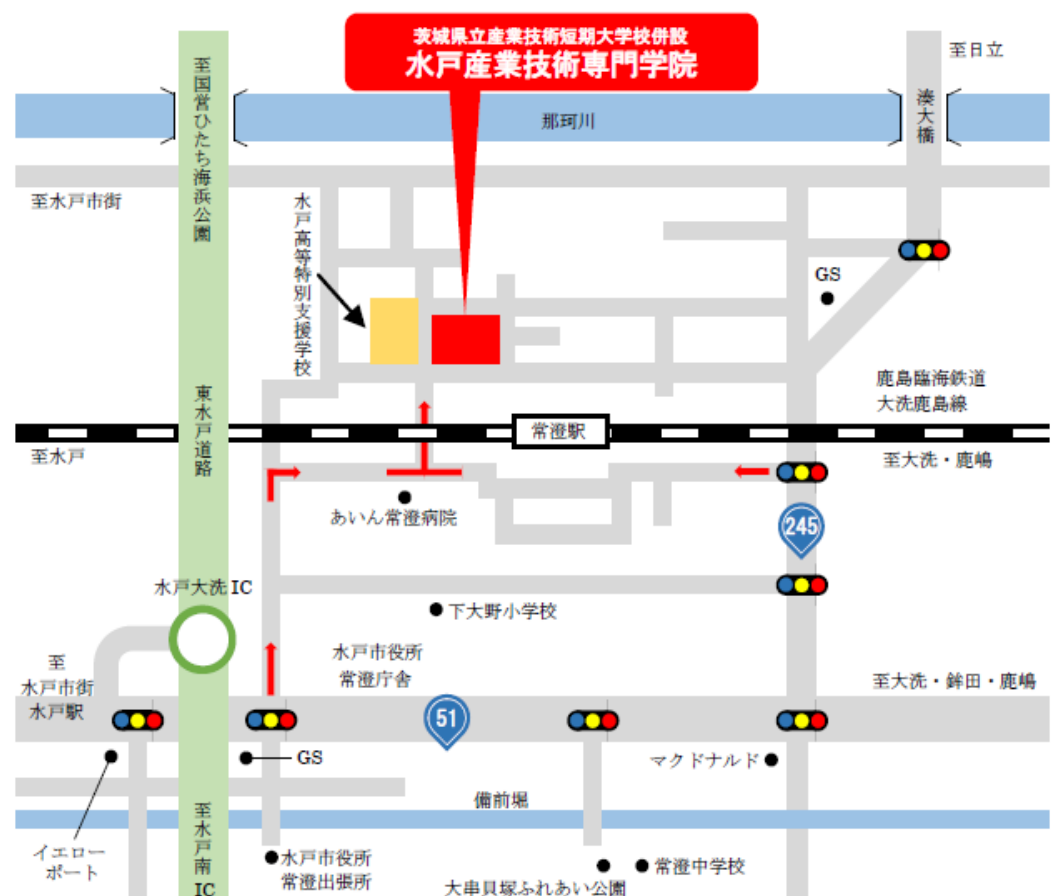 茨城県立産業技術短期大学校併設
水戸産業技術専門学院
至日立
至国営ひたち海浜公園
那珂川
湊大橋
至水戸市街
水戸高等特別支援学校
GS
鹿島臨海鉄道
大洗鹿島線
東水戸道路
常澄駅
至水戸
至大洗・鹿嶋
あいん常澄病院
245
水戸大洗IC
下大野小学校
水戸市役所
常澄庁舎
至
水戸市街
水戸駅
至大洗・鉾田・鹿嶋
51
GS
マクドナルド
備前堀
至水戸南IC
イエロー
ポート
水戸市役所
常澄出張所
常澄中学校
大串貝塚ふれあい公園